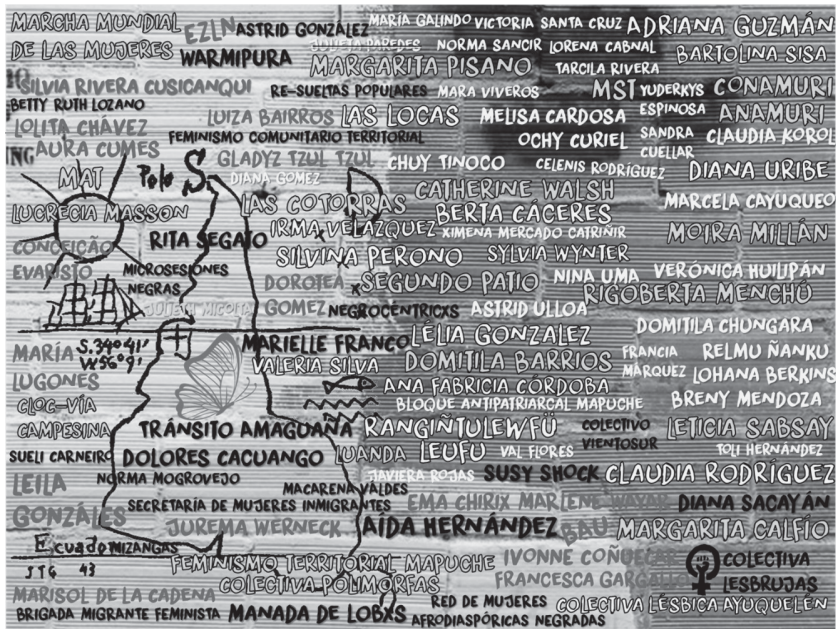 MARCHA MUNDIAL
DE LAS MUJERES
EZLN
ASTRID GONZÁLEZ
MARÍA GALINDO
VICTORIA SANTA CRUZ
ADRIANA GUZMÁN
WARMIPURA
JULIETA PAREDES
NORMA SANCIR
LORENA CABNAL
BARTOLINA SISA
MARGARITA PISANO
TARCILA RIVERA
SILVIA RIVERA CUSICANQUI
RE-SUELTAS POPULARES
MARA VIVEROS
MST
YUDERKYS
ESPINOSA
CONAMURI
BETTY RUTH LOZANO
LUIZA BAIRROS
LAS LOCAS
MELISA CARDOSA
ANAMURI
LOLITA CHÁVEZ
FEMINISMO COMUNITARIO TERRITORIAL
OCHY CURIEL
SANDRA
CUELLAR
CLAUDIA KOROL
AURA CUMES
GLADYZ TZUL TZUL
CHUY TINOCO
CELENIS RODRÍGUEZ
DIANA URIBE
MAT
Polo S.
DIANA GOMEZ
CATHERINE WALSH
LUCRECIA MASSON
LAS COTORRAS
BERTA CÁCERES
MARCELA CAYUQUEO
IRMA VELAZQUEZ
XIMENA MERCADO CATRIÑIR
MOIRA MILLÁN
CONCEIÇÃO
EVARISTO
RITA SEGATO
SILVINA PERONO
SYLVIA WYNTER
MICROSESIONES
NEGRAS
DOROTEA
GOMEZ
SEGUNDO PATIO
NINA UMA
VERÓNICA HUILIPÁN
RIGOBERTA MENCHÚ
NEGROCÉNTRICXS
ASTRID ULLOA
DOMITILA CHUNGARA
MARÍA
LUGONES
S.34º41'
W56º9'
MARIELLE FRANCO
LÉLIA GONZALEZ
VALERIA SILVA
DOMITILA BARRIOS
FRANCIA
MÁRQUEZ
RELMU ÑANKU
LOHANA BERKINS
CLOC-VÍA
CAMPESINA
ANA FABRICIA CÓRDOBA
BLOQUE ANTIPATRIARCAL MAPUCHE
BRENY MENDOZA
TRÁNSITO AMAGUAÑA
RANGIÑTULEWFÜ
COLECTIVO
VIENTOSUR
LETICIA SABSAY
SUELI CARNEIRO
DOLORES CACUANGO
LUANDA
LEUFU
VAL FLORES
TOLI HERNÁNDEZ
LEILA
GONZÁLES
NORMA MOGROVEJO
JAVIERA ROJAS
SUSY SHOCK
CLAUDIA RODRÍGUEZ
MACARENA VALDES
SECRETARÍA DE MUJERES INMIGRANTES
EMA CHIRIX
MARLENE WAYAR
DIANA SACAYÁN
JUREMA WERNECK
AÍDA HERNÁNDEZ
BAU
MARGARITA CALFÍO
MIZANGAS
FEMINISMO TERRITORIAL MAPUCHE
IVONNE COÑUECAR
COLECTIVA
LESBRUJAS
JTG 43
COLECTIVA POLIMORFAS
FRANCESCA GARGALLO
MARISOL DE LA CADENA
BRIGADA MIGRANTE FEMINISTA
MANADA DE LOBXS
RED DE MUJERES
AFRODIASPÓRICAS NEGRADAS
COLECTIVA LÉSBICA AYUQUELÉN